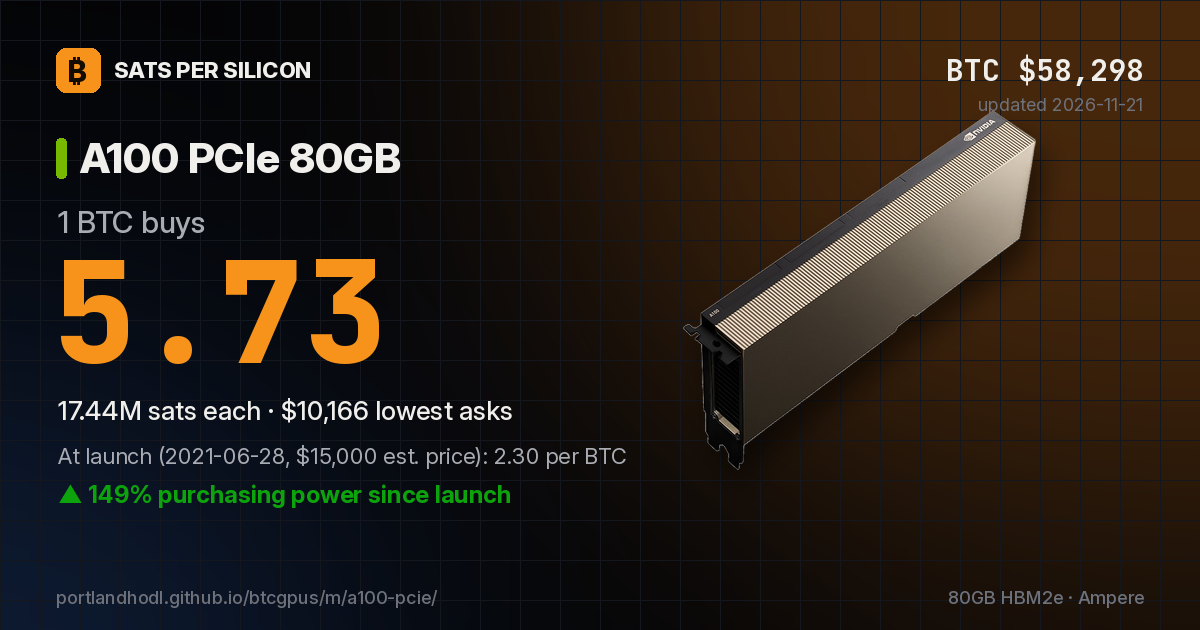 SATS PER SILICON
BTC $58,298
updated 2026-11-21
NVIDIA
A100 PCIe 80GB
1 BTC buys
5.73
A100
17.44M sats each · $10,166 lowest asks
At launch (2021-06-28, $15,000 est. price): 2.30 per BTC
▲ 149% purchasing power since launch
portlandhodl.github.io/btcgpus/m/a100-pcie/
80GB HBM2e · Ampere